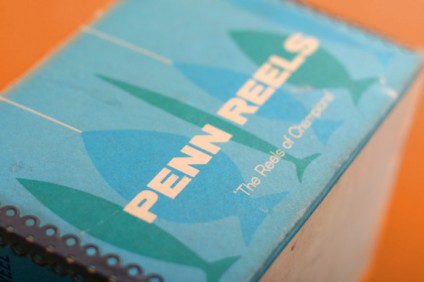 PENN REELS
"The Reels of Champions"